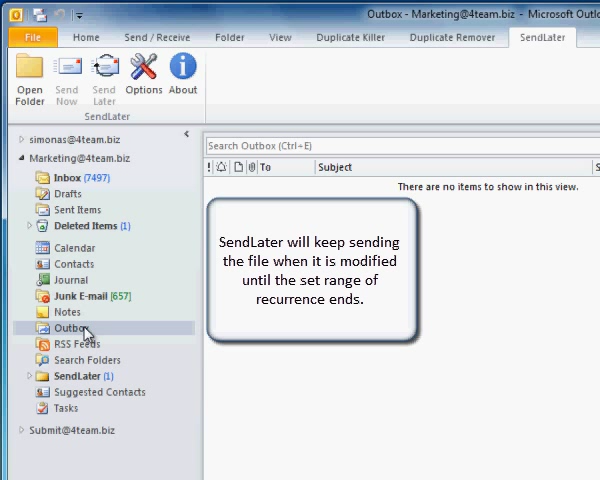 Outbox - Marketing@4team.biz - Microsoft Outlo
File Home Send / Receive Folder View Duplicate Killer Duplicate Remover SendLater
Open Folder Send Now Send Later Options About
SendLater
simonas@4team.biz
Marketing@4team.biz
Inbox (7497)
Drafts
Sent Items
Deleted Items (1)
Calendar
Contacts
Journal
Junk E-mail [657]
Notes
Outbox
RSS Feeds
Search Folders
SendLater (1)
Suggested Contacts
Tasks
Submit@4team.biz
Search Outbox (Ctrl+E)
! To Subject S
There are no items to show in this view.
SendLater will keep sending
the file when it is modified
until the set range of
recurrence ends.